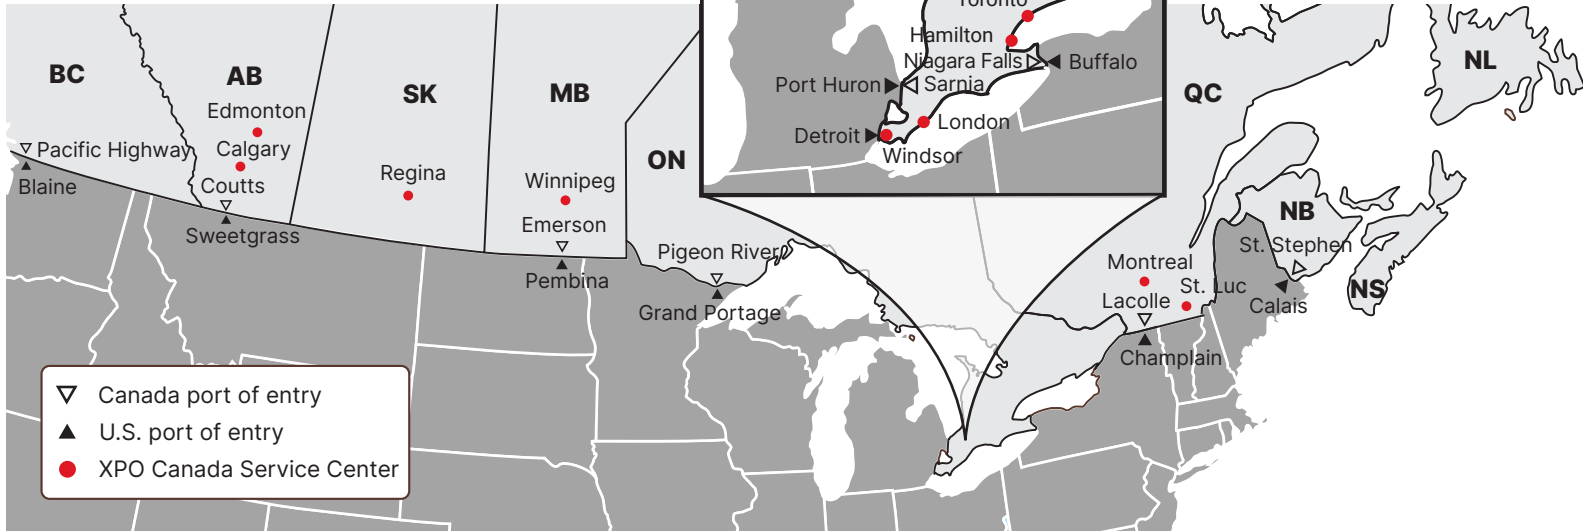 Toronto
Hamilton
Niagara Falls
Buffalo
Port Huron
Sarnia
London
Detroit
Windsor
BC
AB
SK
MB
ON
QC
NL
NB
NS
Edmonton
Calgary
Pacific Highway
Blaine
Coutts
Sweetgrass
Regina
Winnipeg
Emerson
Pembina
Pigeon River
Grand Portage
Montreal
St. Luc
Lacolle
Champlain
St. Stephen
Calais
Canada port of entry
U.S. port of entry
XPO Canada Service Center